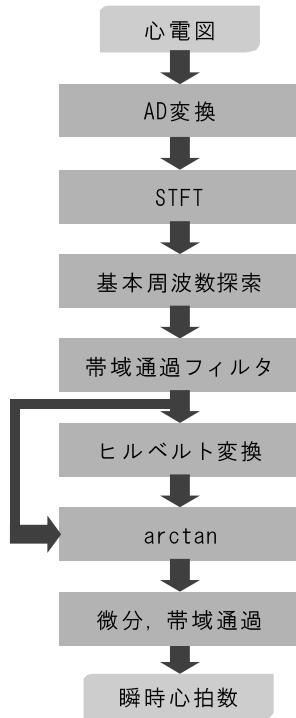 心電図
AD変換
STFT
基本周波数探索
帯域通過フィルタ
ヒルベルト変換
arctan
微分, 帯域通過
瞬時心拍数